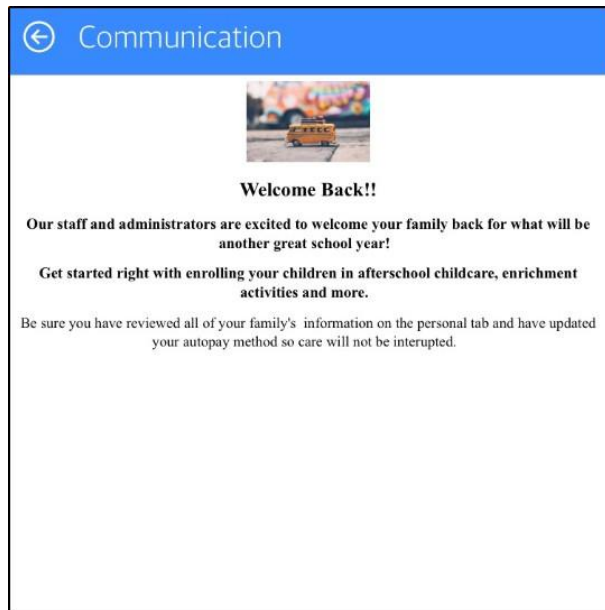 Communication
Welcome Back!!
Our staff and administrators are excited to welcome your family back for what will be
another great school year!
Get started right with enrolling your children in afterschool childcare, enrichment
activities and more.
Be sure you have reviewed all of your family's  information on the personal tab and have updated
your autopay method so care will not be interupted.